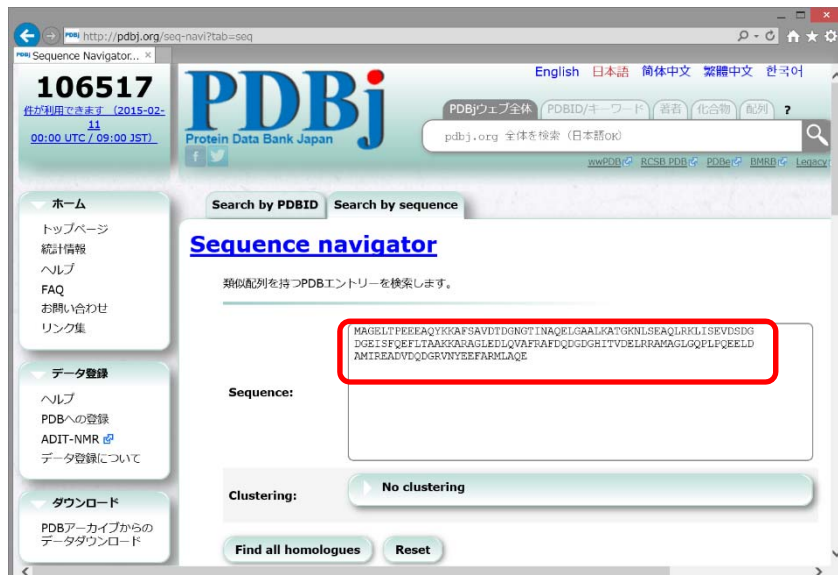 http://pdbj.org/seq-navi?tab=seq
Sequence Navigator...
106517
件が利用できます (2015-02-
11
00:00 UTC / 09:00 JST)
PDBj
Protein Data Bank Japan
English 日本語 简体中文 繁體中文 한국어
PDBjウェブ全体 PDBID/キーワード 著者 化合物 配列 ?
pdbj.org 全体を検索 (日本語OK)
wwPDB RCSB PDB PDBe BMRB Legacy
ホーム
トップページ
統計情報
ヘルプ
FAQ
お問い合わせ
リンク集
データ登録
ヘルプ
PDBへの登録
ADIT-NMR
データ登録について
ダウンロード
PDBアーカイブからの
データダウンロード
Search by PDBID Search by sequence
Sequence navigator
類似配列を持つPDBエントリーを検索します。
Sequence:
MAGELTPEEEAQYKKAFSAVDTDGNGTINAQELGAALKATGKNLSEAQLRKLISEVDSDG
DGEISFQEFLTAAKKARAGLEDLQVAFRAFDQDGDGHITVDELRRAMAGLGQPLPQEELD
AMIREADVDQDGRVNYEEFARMLAQE
Clustering:
No clustering
Find all homologues Reset